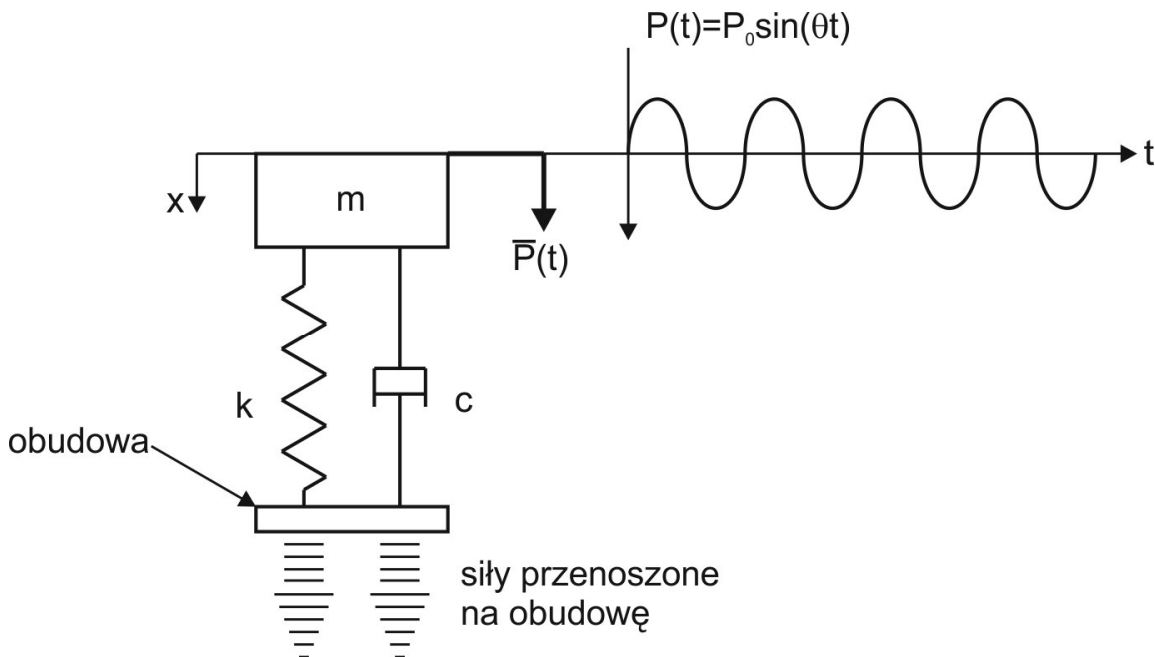 P(t)=P₀sin(θt)
t
x
m
P̅(t)
k
c
obudowa
siły przenoszone
na obudowę